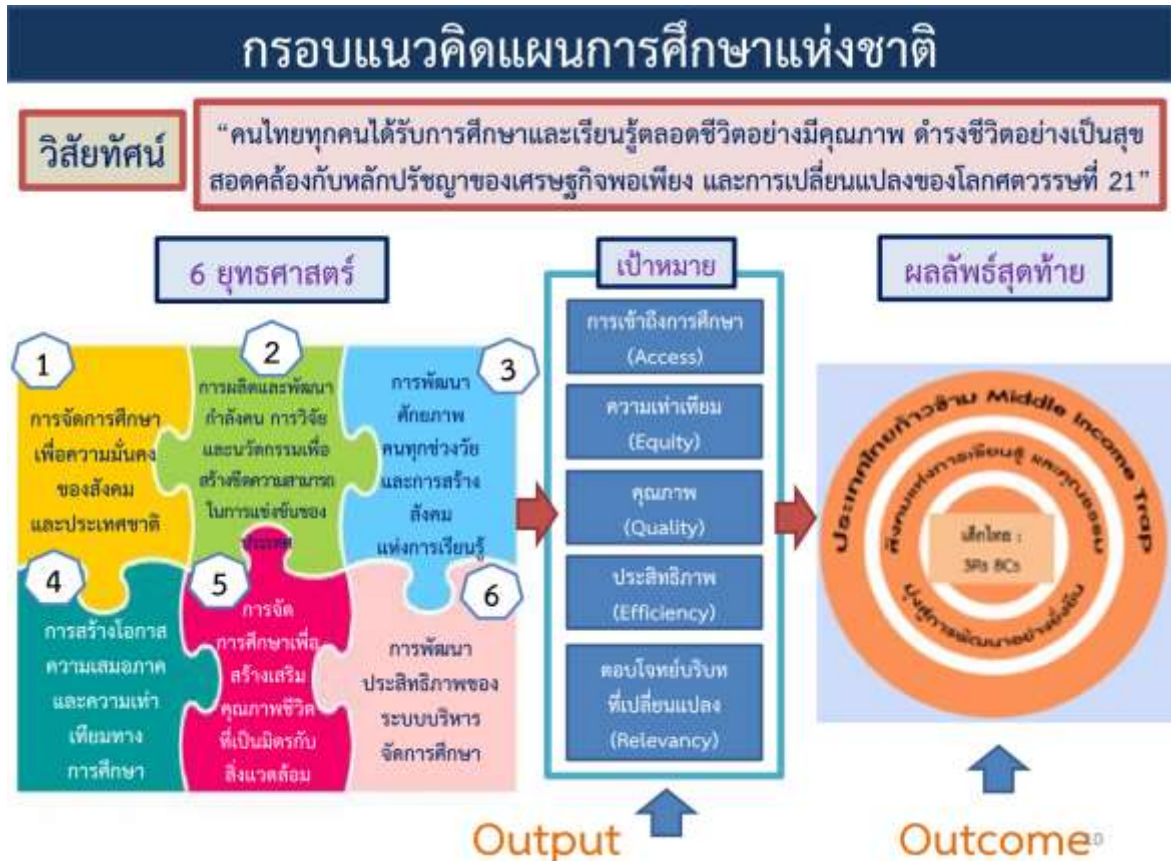 กรอบแนวคิดแผนการศึกษาแห่งชาติ
วิสัยทัศน์
“คนไทยทุกคนได้รับการศึกษาและเรียนรู้ตลอดชีวิตอย่างมีคุณภาพ ดำรงชีวิตอย่างเป็นสุข
สอดคล้องกับหลักปรัชญาของเศรษฐกิจพอเพียง และการเปลี่ยนแปลงของโลกศตวรรษที่ 21”
6 ยุทธศาสตร์
1
การจัดการศึกษา
เพื่อความมั่นคง
ของสังคม
และประเทศชาติ
2
การผลิตและพัฒนา
กำลังคน การวิจัย
และนวัตกรรมเพื่อ
สร้างขีดความสามารถ
ในการแข่งขันของ
ประเทศ
3
การพัฒนา
ศักยภาพ
คนทุกช่วงวัย
และการสร้าง
สังคม
แห่งการเรียนรู้
4
การสร้างโอกาส
ความเสมอภาค
และความเท่า
เทียมทาง
การศึกษา
5
การจัด
การศึกษาเพื่อ
สร้างเสริม
คุณภาพชีวิต
ที่เป็นมิตรกับ
สิ่งแวดล้อม
6
การพัฒนา
ประสิทธิภาพของ
ระบบบริหาร
จัดการศึกษา
เป้าหมาย
การเข้าถึงการศึกษา
(Access)
ความเท่าเทียม
(Equity)
คุณภาพ
(Quality)
ประสิทธิภาพ
(Efficiency)
ตอบโจทย์บริบท
ที่เปลี่ยนแปลง
(Relevancy)
Output
ผลลัพธ์สุดท้าย
ประเทศไทยก้าวข้าม Middle Income Trap
สังคมแห่งการเรียนรู้ และคุณธรรม
มุ่งสู่การพัฒนาอย่างยั่งยืน
เด็กไทย :
3Rs 8Cs
Outcome
10